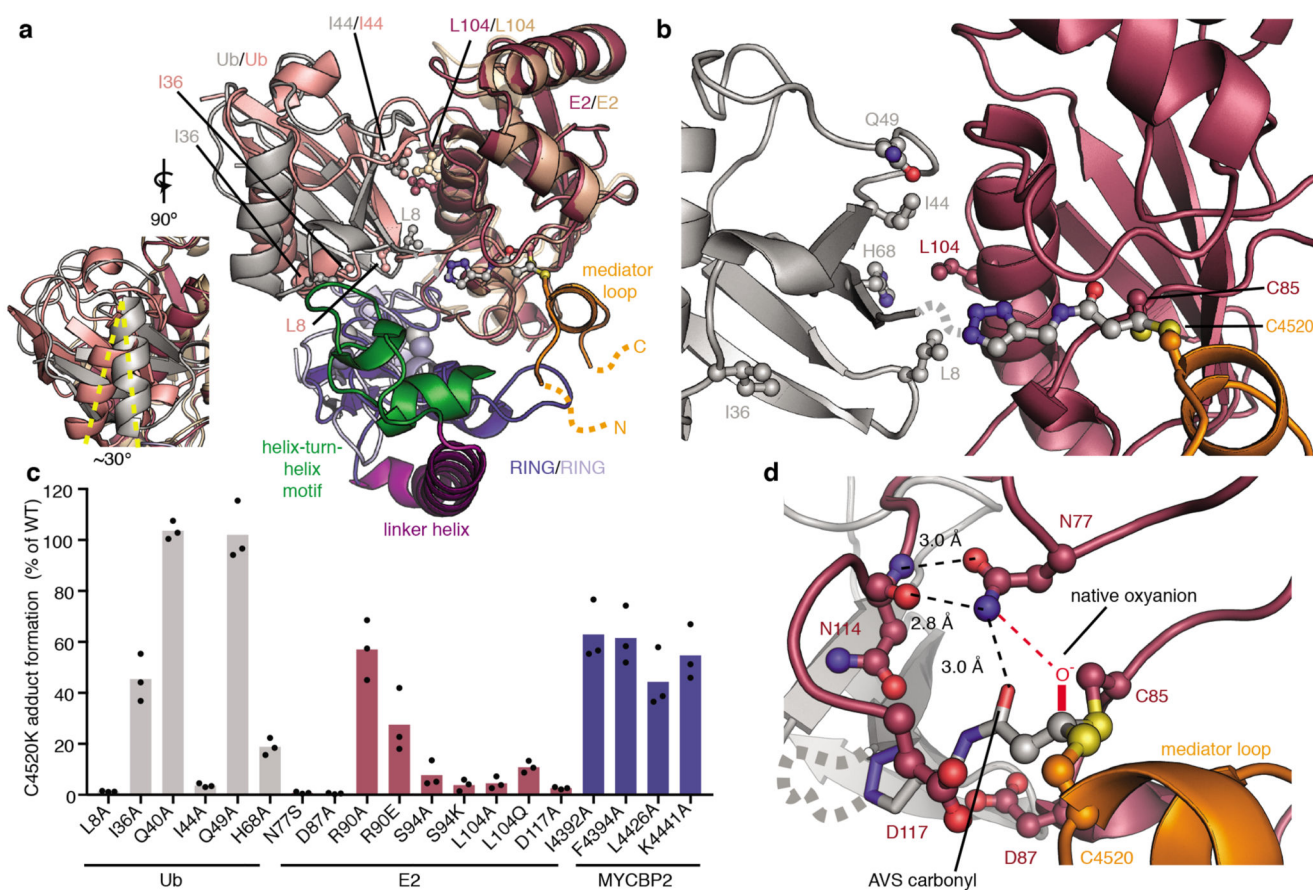 a
I44/I44
L104/L104
Ub/Ub
I36
I36
E2/E2
90º
L8
mediator
loop
L8
C
N
~30°
helix-turn-
helix
motif
RING/RING
linker helix
b
Q49
I44
H68
L104
C85
C4520
L8
I36
c
C4520K adduct formation (% of WT)
120
100
80
60
40
20
0
L8A
I36A
Q40A
I44A
Q49A
H68A
N77S
D87A
R90A
R90E
S94A
S94K
L104A
L104Q
D117A
I4392A
F4394A
L4426A
K4441A
Ub
E2
MYCBP2
d
N77
3.0 Å
native oxyanion
N114
2.8 Å
3.0 Å
O-
C85
mediator loop
D117
D87
C4520
AVS carbonyl